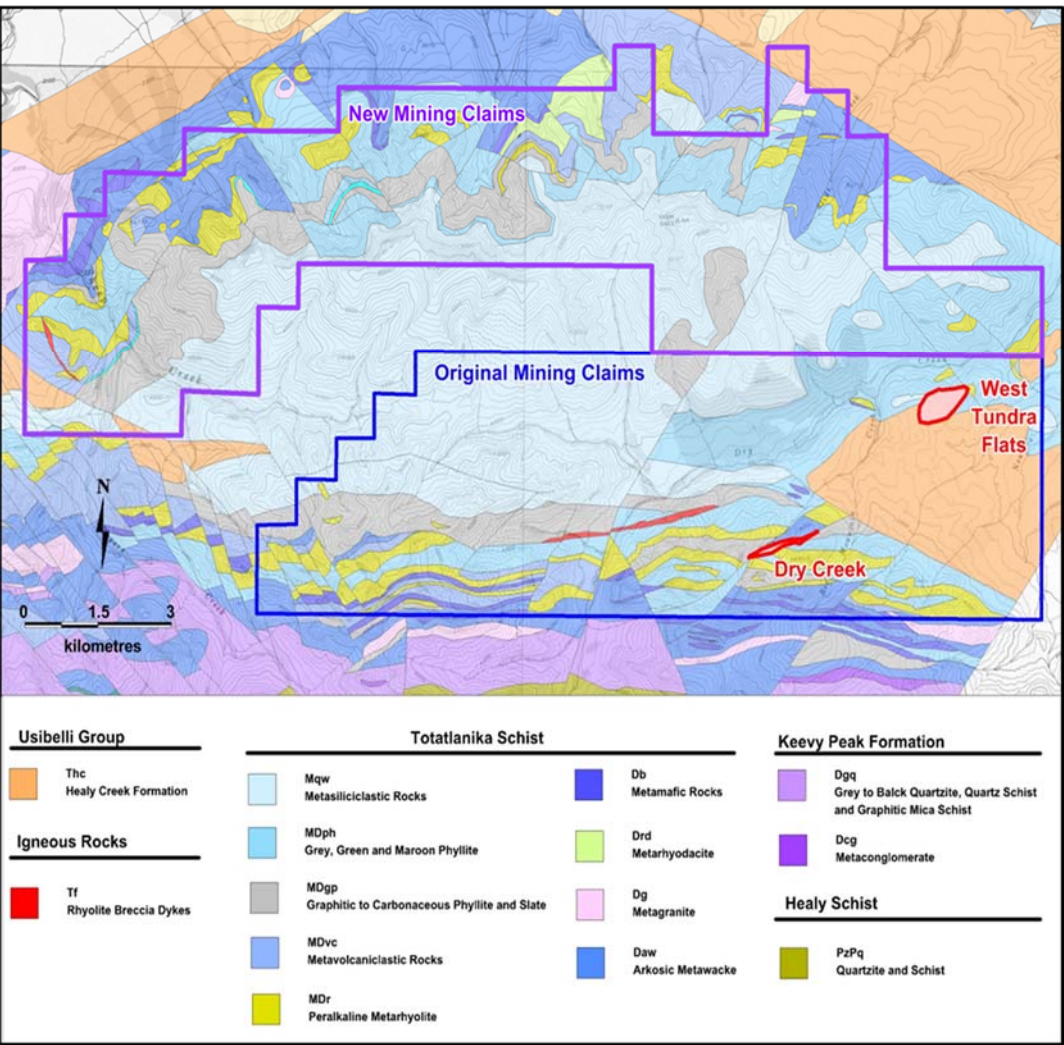 New Mining Claims
Original Mining Claims
West
Tundra
Flats
Dry Creek
Creek
Creek
N
0 1.5 3
kilometres
Usibelli Group
Thc
Healy Creek Formation
Igneous Rocks
Tf
Rhyolite Breccia Dykes
Totatlanika Schist
Mqw
Metasiliciclastic Rocks
MDph
Grey, Green and Maroon Phyllite
MDgp
Graphitic to Carbonaceous Phyllite and Slate
MDvc
Metavolcaniclastic Rocks
MDr
Peralkaline Metarhyolite
Db
Metamafic Rocks
Drd
Metarhyodacite
Dg
Metagranite
Daw
Arkosic Metawacke
Keevy Peak Formation
Dgq
Grey to Balck Quartzite, Quartz Schist
and Graphitic Mica Schist
Dcg
Metaconglomerate
Healy Schist
PzPq
Quartzite and Schist